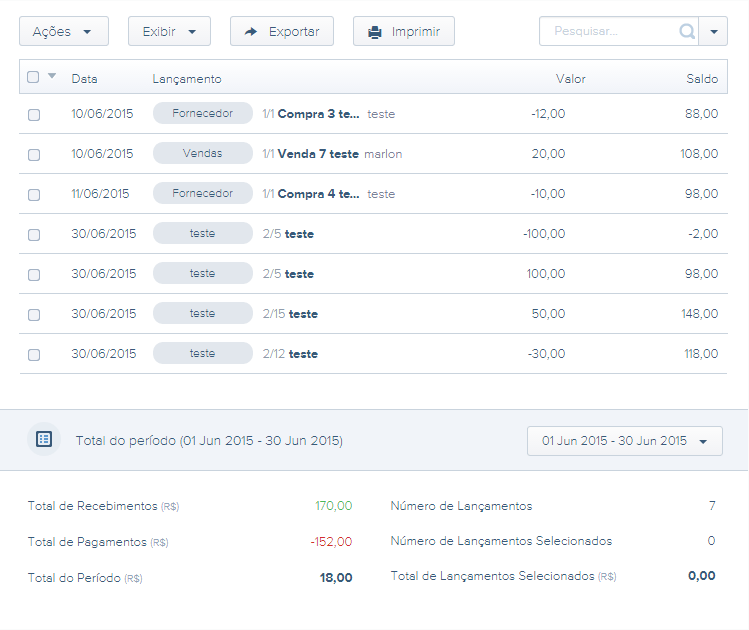 Ações Exibir Exportar Imprimir Pesquisar...
Data Lançamento Valor Saldo
10/06/2015 Fornecedor 1/1 Compra 3 te... teste -12,00 88,00
10/06/2015 Vendas 1/1 Venda 7 teste marlon 20,00 108,00
11/06/2015 Fornecedor 1/1 Compra 4 te... teste -10,00 98,00
30/06/2015 teste 2/5 teste -100,00 -2,00
30/06/2015 teste 2/5 teste 100,00 98,00
30/06/2015 teste 2/15 teste 50,00 148,00
30/06/2015 teste 2/12 teste -30,00 118,00
Total do período (01 Jun 2015 - 30 Jun 2015) 01 Jun 2015 - 30 Jun 2015
Total de Recebimentos (R$) 170,00 Número de Lançamentos 7
Total de Pagamentos (R$) -152,00 Número de Lançamentos Selecionados 0
Total do Período (R$) 18,00 Total de Lançamentos Selecionados (R$) 0,00